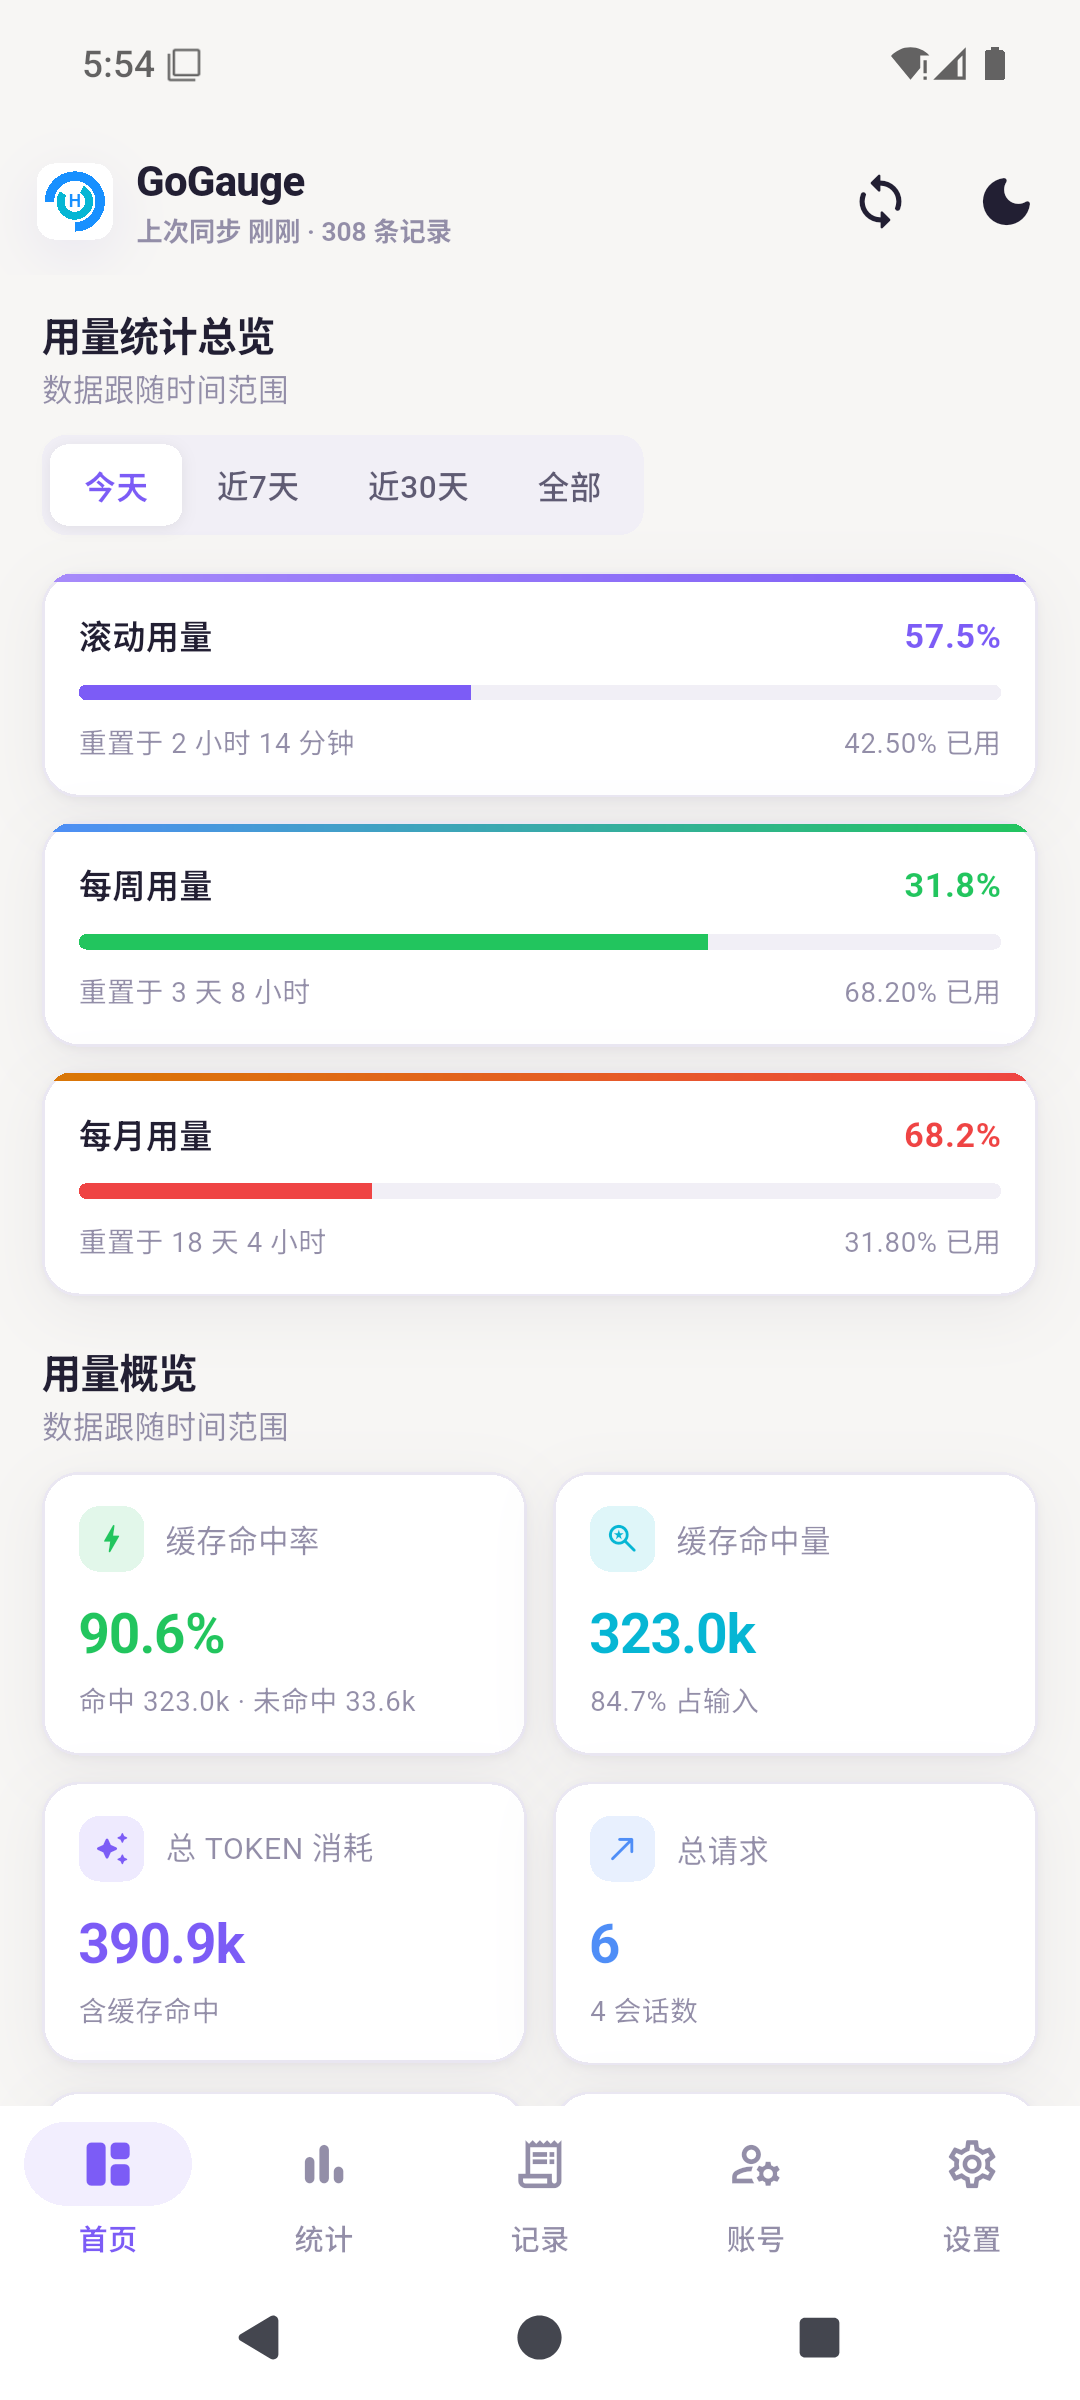 5:54
GoGauge
上次同步 刚刚 · 308 条记录
用量统计总览
数据跟随时间范围
今天 近7天 近30天 全部
滚动用量 57.5%
重置于 2 小时 14 分钟 42.50% 已用
每周用量 31.8%
重置于 3 天 8 小时 68.20% 已用
每月用量 68.2%
重置于 18 天 4 小时 31.80% 已用
用量概览
数据跟随时间范围
缓存命中率 缓存命中量
90.6% 323.0k
命中 323.0k · 未命中 33.6k 84.7% 占输入
总 TOKEN 消耗 总请求
390.9k 6
含缓存命中 4 会话数
首页 统计 记录 账号 设置